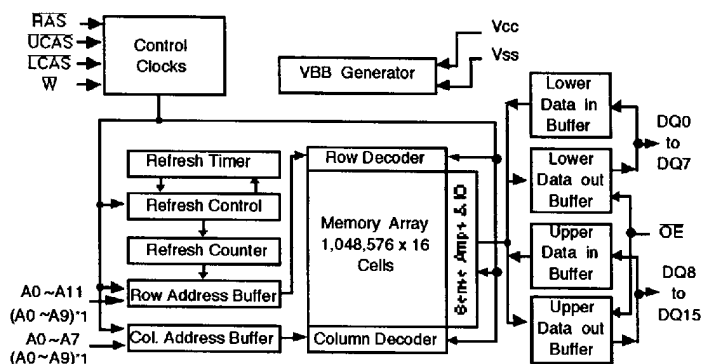 RAS
UCAS
LCAS
W
Control
Clocks
VBB Generator
Vcc
Vss
Lower
Data in
Buffer
DQ0
to
DQ7
Lower
Data out
Buffer
OE
Upper
Data in
Buffer
DQ8
to
DQ15
Upper
Data out
Buffer
Refresh Timer
Refresh Control
Refresh Counter
Row Address Buffer
Col. Address Buffer
A0~A11
(A0~A9)*1
A0~A7
(A0~A9)*1
Row Decoder
Memory Array
1,048,576 x 16
Cells
Column Decoder
Sense Amps & IO